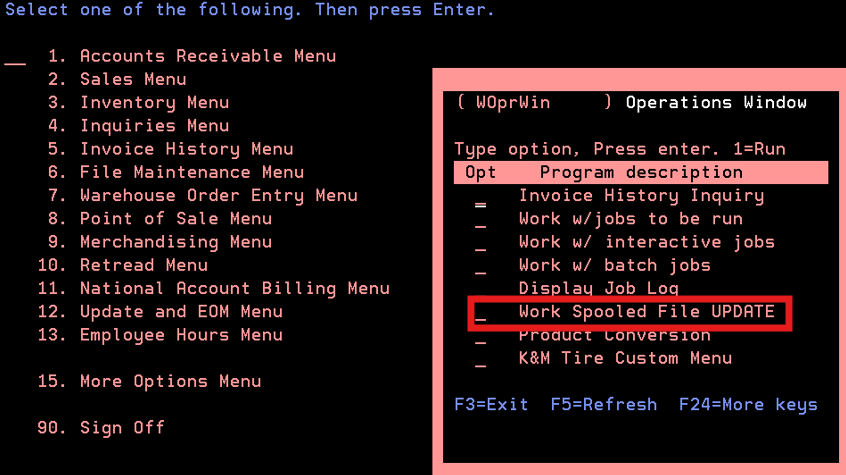 Select one of the following. Then press Enter.
__ 1. Accounts Receivable Menu
2. Sales Menu
3. Inventory Menu
4. Inquiries Menu
5. Invoice History Menu
6. File Maintenance Menu
7. Warehouse Order Entry Menu
8. Point of Sale Menu
9. Merchandising Menu
10. Retread Menu
11. National Account Billing Menu
12. Update and EOM Menu
13. Employee Hours Menu
15. More Options Menu
90. Sign Off
( WOprWin ) Operations Window
Type option, Press enter. 1=Run
Opt Program description
_ Invoice History Inquiry
_ Work w/jobs to be run
_ Work w/ interactive jobs
_ Work w/ batch jobs
Display Job Log
_ Work Spooled File UPDATE
_ Product Conversion
_ K&M Tire Custom Menu
F3=Exit F5=Refresh F24=More keys